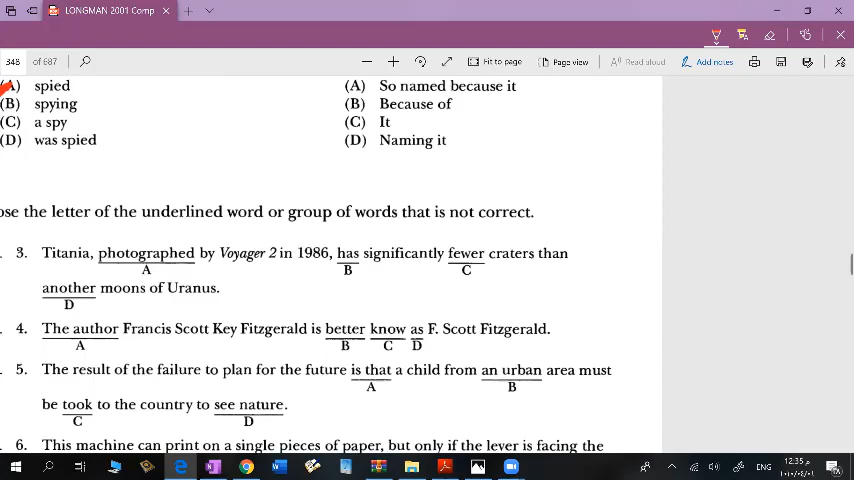 LONGMAN 2001 Comp
348 of 687
Fit to page
Page view
Read aloud
Add notes
(A) spied
(B) spying
(C) a spy
(D) was spied
(A) So named because it
(B) Because of
(C) It
(D) Naming it
ose the letter of the underlined word or group of words that is not correct.
3. Titania, photographed by Voyager 2 in 1986, has significantly fewer craters than
A B C
another moons of Uranus.
D
4. The author Francis Scott Key Fitzgerald is better know as F. Scott Fitzgerald.
A B C D
5. The result of the failure to plan for the future is that a child from an urban area must
A B
be took to the country to see nature.
C D
6. This machine can print on a single pieces of paper, but only if the lever is facing the
ENG
12:35 م